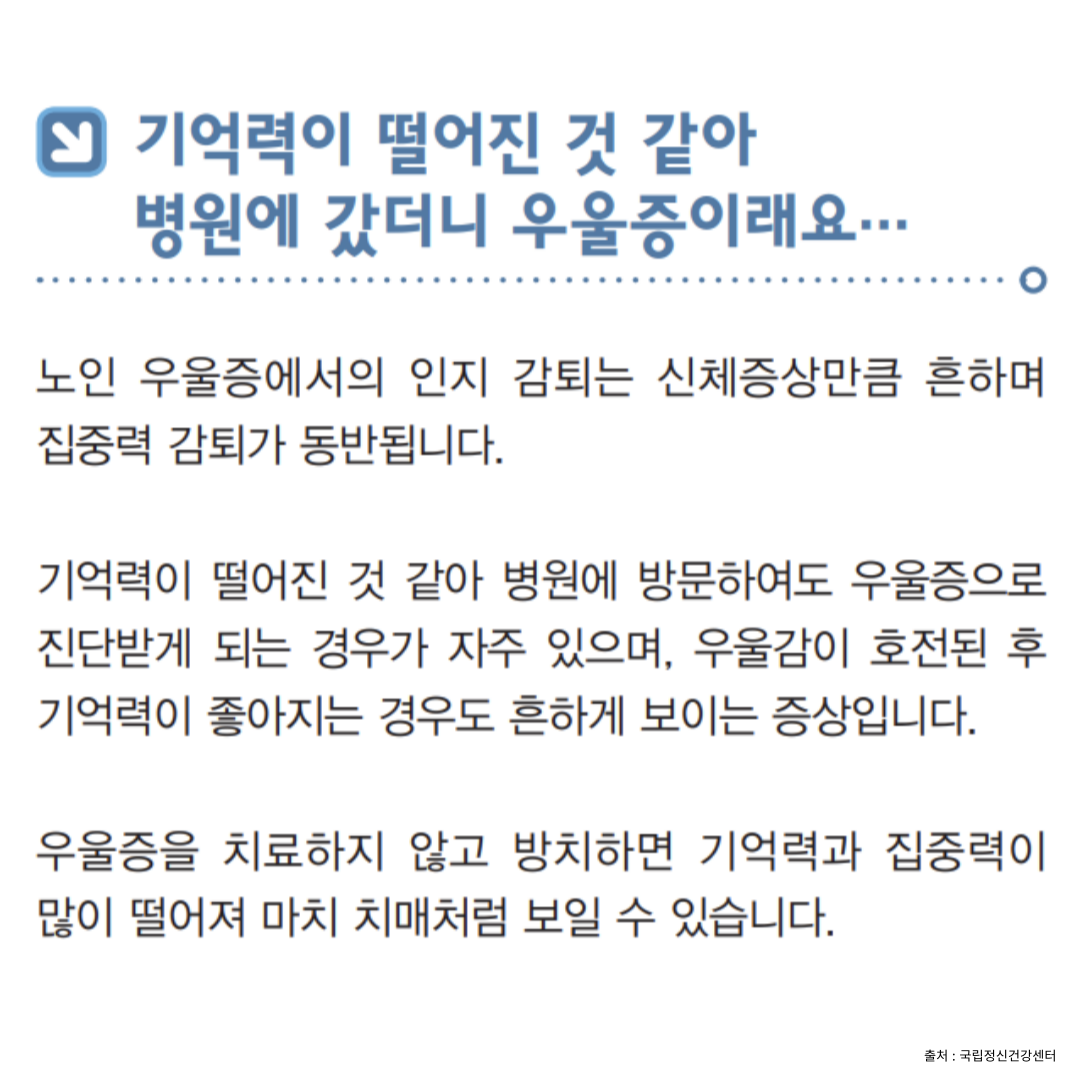 기억력이 떨어진 것 같아
병원에 갔더니 우울증이래요…
노인 우울증에서의 인지 감퇴는 신체증상만큼 흔하며
집중력 감퇴가 동반됩니다.
기억력이 떨어진 것 같아 병원에 방문하여도 우울증으로
진단받게 되는 경우가 자주 있으며, 우울감이 호전된 후
기억력이 좋아지는 경우도 흔하게 보이는 증상입니다.
우울증을 치료하지 않고 방치하면 기억력과 집중력이
많이 떨어져 마치 치매처럼 보일 수 있습니다.
출처 : 국립정신건강센터